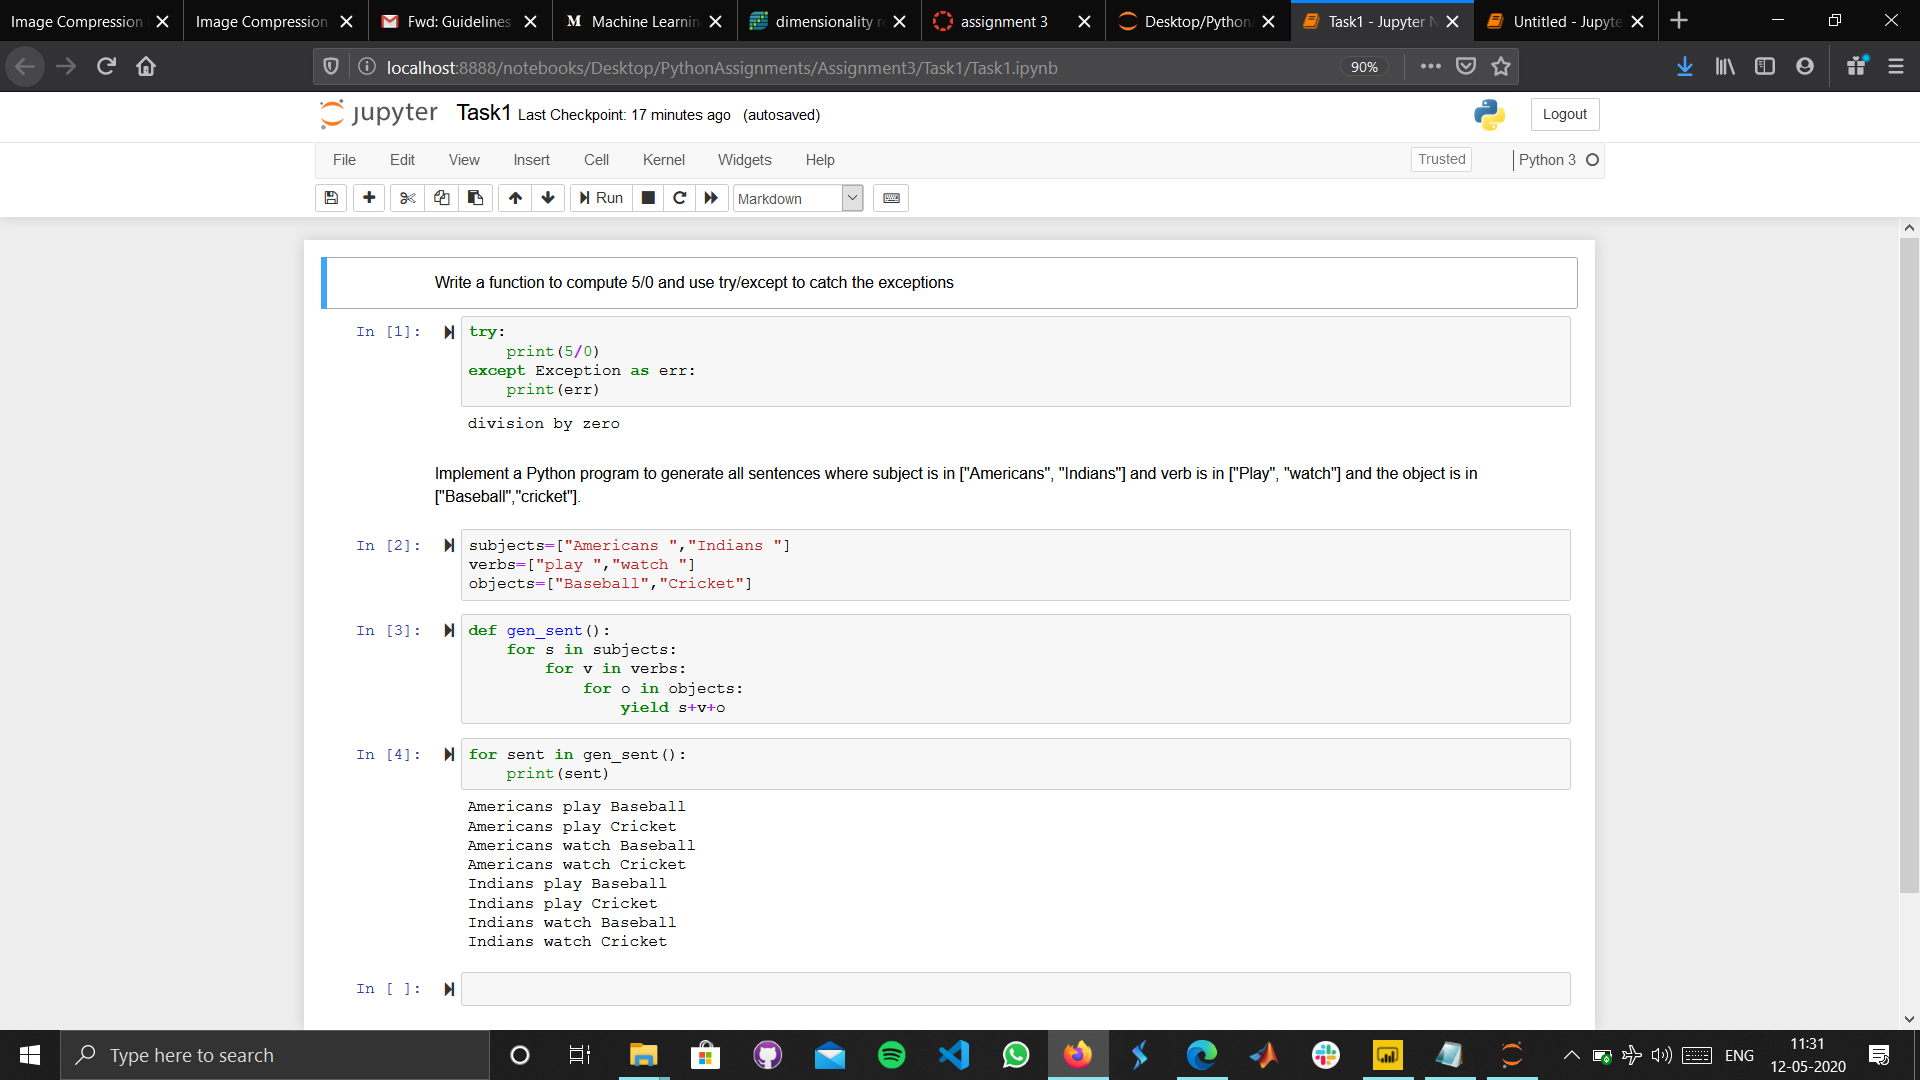 Image Compression
Image Compression
Fwd: Guidelines
M Machine Learnin
dimensionality r
assignment 3
Desktop/Python
Task1 - Jupyter N
Untitled - Jupyte
localhost:8888/notebooks/Desktop/PythonAssignments/Assignment3/Task1/Task1.ipynb
90%
jupyter Task1 Last Checkpoint: 17 minutes ago (autosaved)
Logout
File Edit View Insert Cell Kernel Widgets Help
Trusted
Python 3
Run
Markdown
Write a function to compute 5/0 and use try/except to catch the exceptions
In [1]: try:
    print(5/0)
except Exception as err:
    print(err)
division by zero
Implement a Python program to generate all sentences where subject is in ["Americans", "Indians"] and verb is in ["Play", "watch"] and the object is in
["Baseball","cricket"].
In [2]: subjects=["Americans ","Indians "]
verbs=["play ","watch "]
objects=["Baseball","Cricket"]
In [3]: def gen_sent():
    for s in subjects:
        for v in verbs:
            for o in objects:
                yield s+v+o
In [4]: for sent in gen_sent():
    print(sent)
Americans play Baseball
Americans play Cricket
Americans watch Baseball
Americans watch Cricket
Indians play Baseball
Indians play Cricket
Indians watch Baseball
Indians watch Cricket
In [ ]:
Type here to search
ENG
11:31
12-05-2020